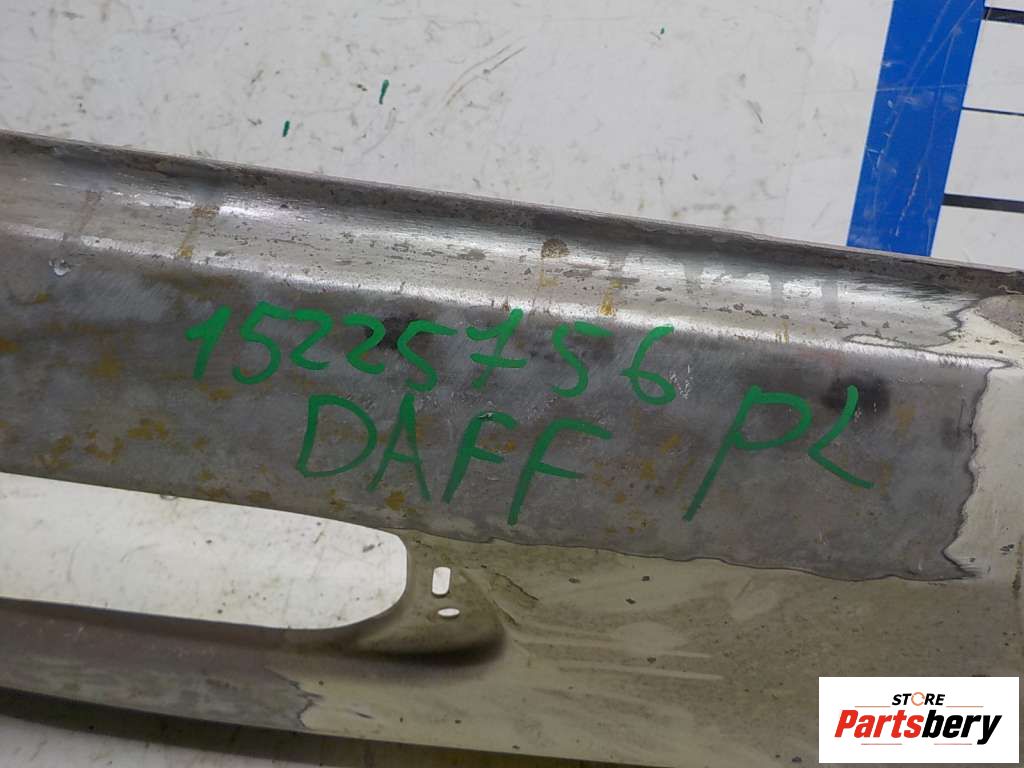 15225756
DAFF PL
STORE
Partsbery